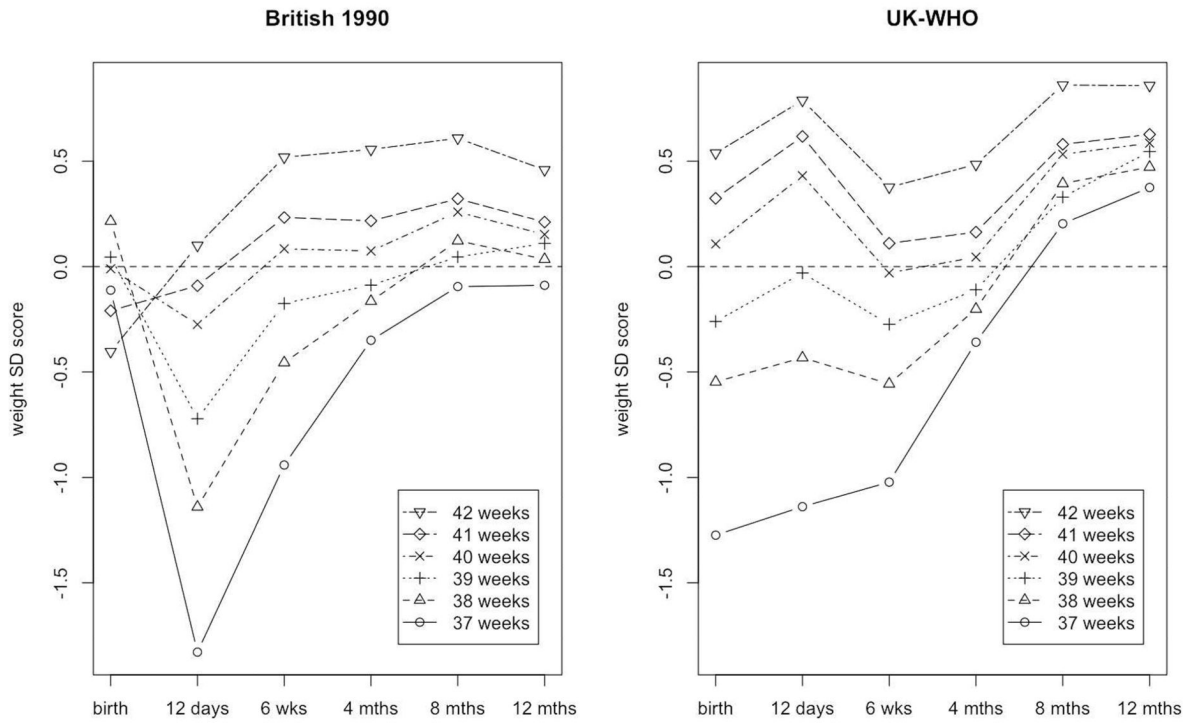 British 1990
weight SD score
0.5
0.0
-0.5
-1.0
-1.5
42 weeks
41 weeks
40 weeks
39 weeks
38 weeks
37 weeks
birth 12 days 6 wks 4 mths 8 mths 12 mths
UK-WHO
weight SD score
0.5
0.0
-0.5
-1.0
-1.5
42 weeks
41 weeks
40 weeks
39 weeks
38 weeks
37 weeks
birth 12 days 6 wks 4 mths 8 mths 12 mths